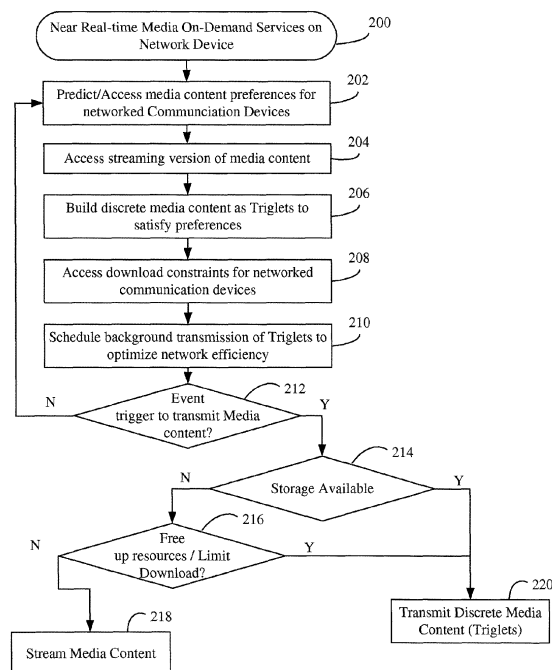 Near Real-time Media On-Demand Services on
Network Device
200
Predict/Access media content preferences for
networked Communciation Devices
202
Access streaming version of media content
204
Build discrete media content as Triglets to
satisfy preferences
206
Access download constraints for networked
communication devices
208
Schedule background transmission of Triglets to
optimize network efficiency
210
Event
trigger to transmit Media
content?
212
N
Y
Storage Available
214
N
Y
Free
up resources / Limit
Download?
216
N
Y
Stream Media Content
218
Transmit Discrete Media
Content (Triglets)
220